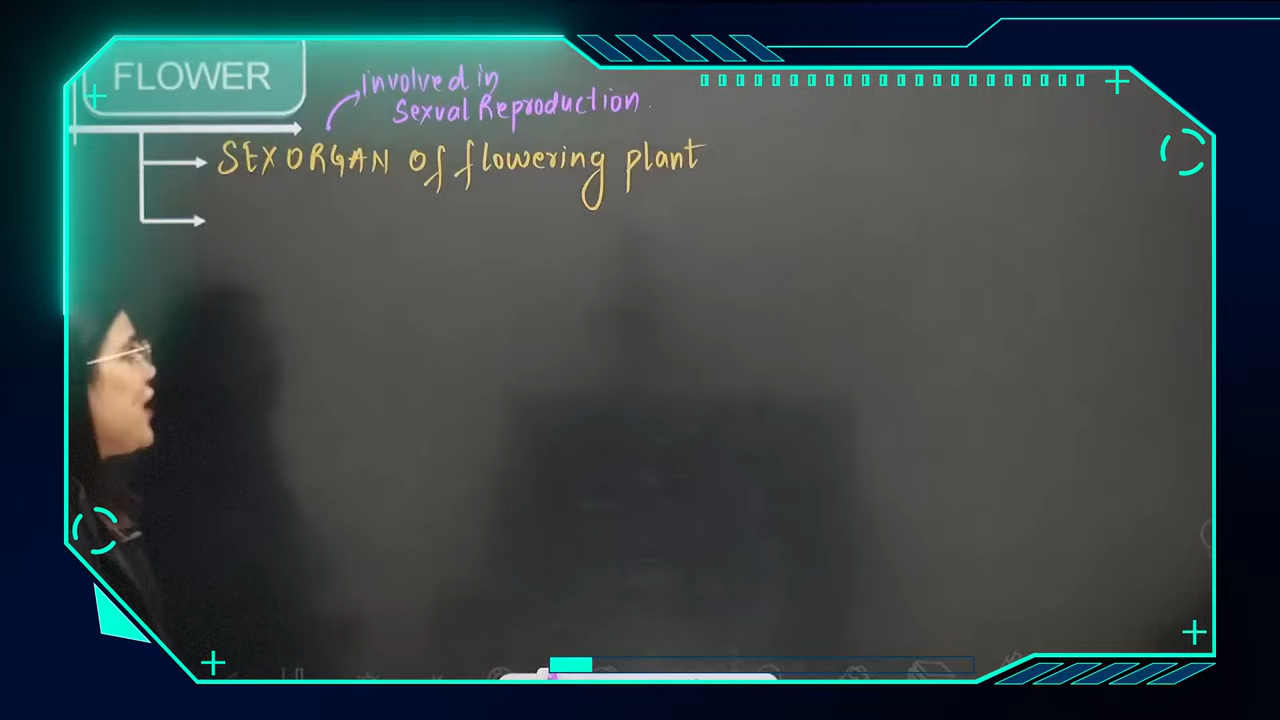 FLOWER
Involved in
Sexual Reproduction.
SEX ORGAN Of flowering plant